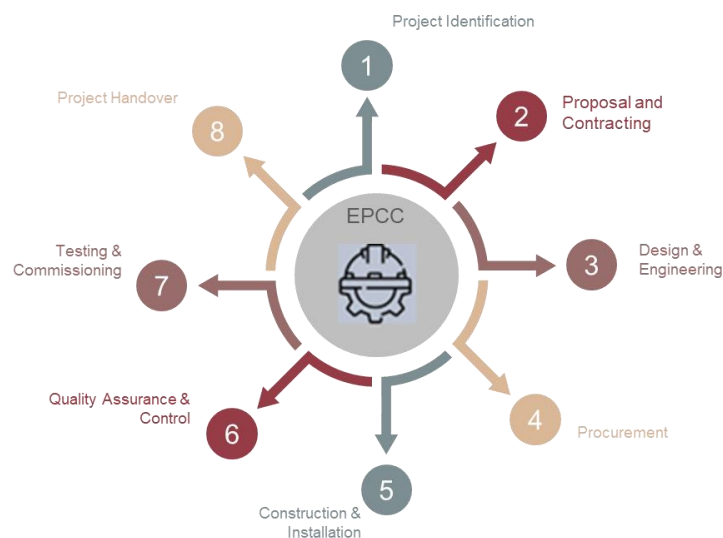 EPCC
1
Project Identification
2
Proposal and
Contracting
3
Design &
Engineering
4
Procurement
5
Construction &
Installation
6
Quality Assurance &
Control
7
Testing &
Commissioning
8
Project Handover